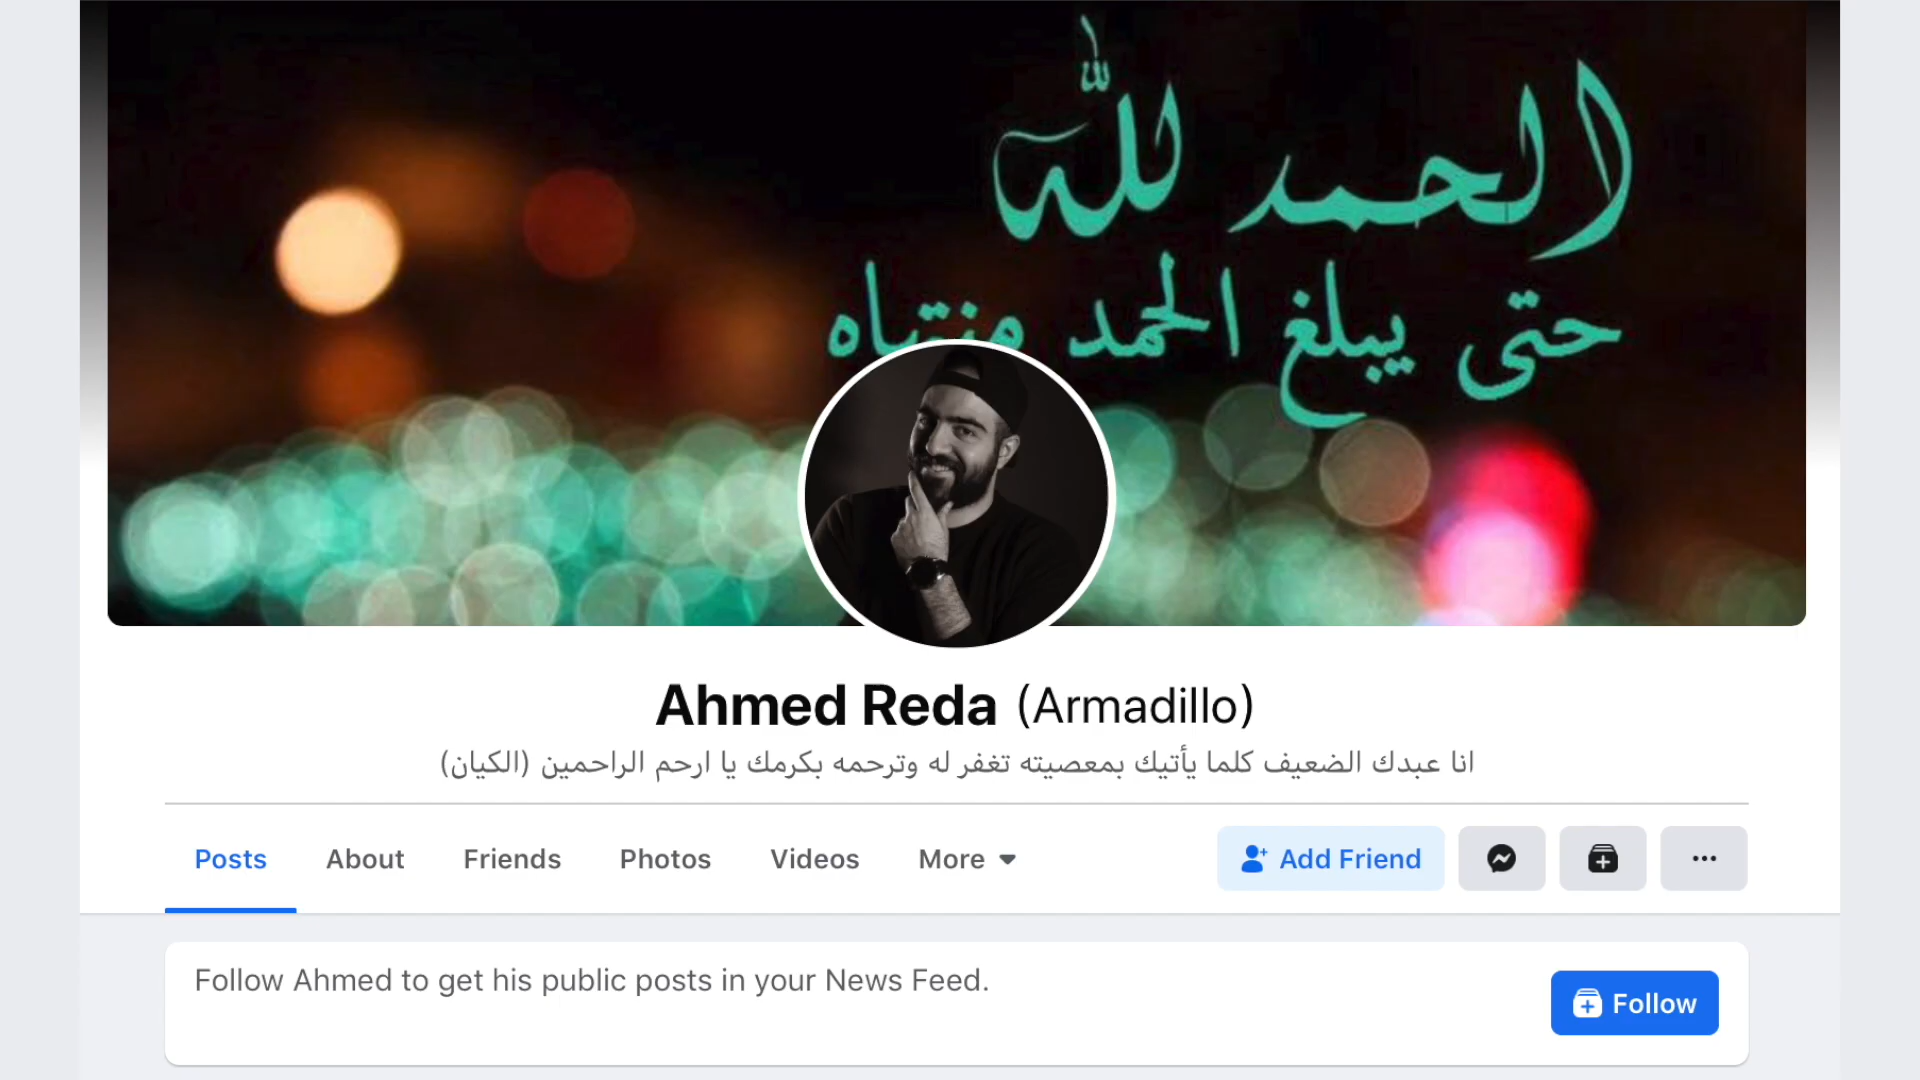 الحمد لله
حتى يبلغ الحمد منتهاه
Ahmed Reda (Armadillo)
انا عبدك الضعيف كلما يأتيك بمعصيته تغفر له وترحمه بكرمك يا ارحم الراحمين (الكيان)
Posts About Friends Photos Videos More Add Friend
Follow Ahmed to get his public posts in your News Feed.
Follow